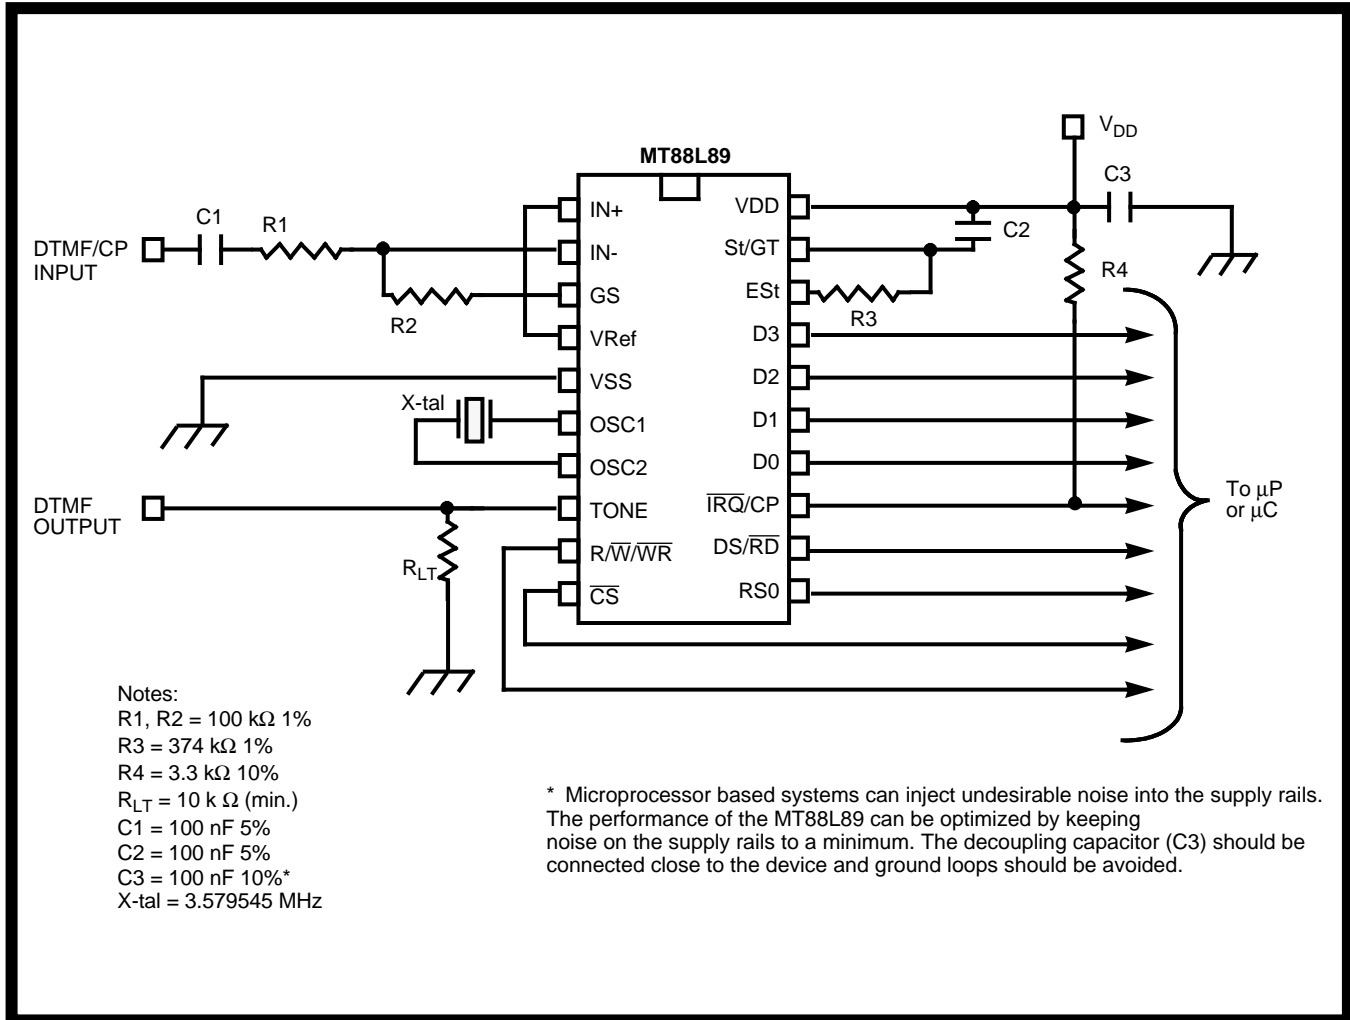 MT88L89
V_DD
C3
C1
R1
DTMF/CP
INPUT
R2
IN+
IN-
GS
VRef
VSS
OSC1
OSC2
TONE
R/W̅/W̅R̅
C̅S̅
VDD
St/GT
ESt
D3
D2
D1
D0
I̅R̅Q̅/CP
DS/R̅D̅
RS0
C2
R4
R3
X-tal
DTMF
OUTPUT
R_LT
To μP
or μC
Notes:
R1, R2 = 100 kΩ 1%
R3 = 374 kΩ 1%
R4 = 3.3 kΩ 10%
R_LT = 10 k Ω (min.)
C1 = 100 nF 5%
C2 = 100 nF 5%
C3 = 100 nF 10%*
X-tal = 3.579545 MHz
* Microprocessor based systems can inject undesirable noise into the supply rails.
The performance of the MT88L89 can be optimized by keeping
noise on the supply rails to a minimum. The decoupling capacitor (C3) should be
connected close to the device and ground loops should be avoided.